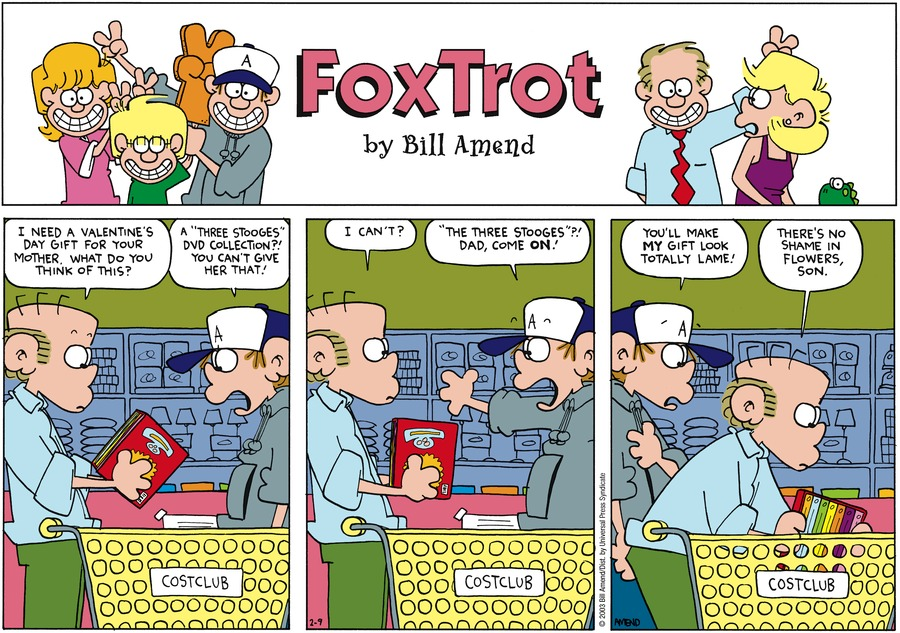 A
FoxTrot
by Bill Amend
I NEED A VALENTINE'S
DAY GIFT FOR YOUR
MOTHER. WHAT DO YOU
THINK OF THIS?
A "THREE STOOGES"
DVD COLLECTION?!
YOU CAN'T GIVE
HER THAT!
A
COSTCLUB
I CAN'T?
"THE THREE STOOGES"?!
DAD, COME ON!
A
COSTCLUB
2-9
© 2003 Bill Amend/Dist. by Universal Press Syndicate
YOU'LL MAKE
MY GIFT LOOK
TOTALLY LAME!
THERE'S NO
SHAME IN
FLOWERS,
SON.
A
COSTCLUB
AMEND